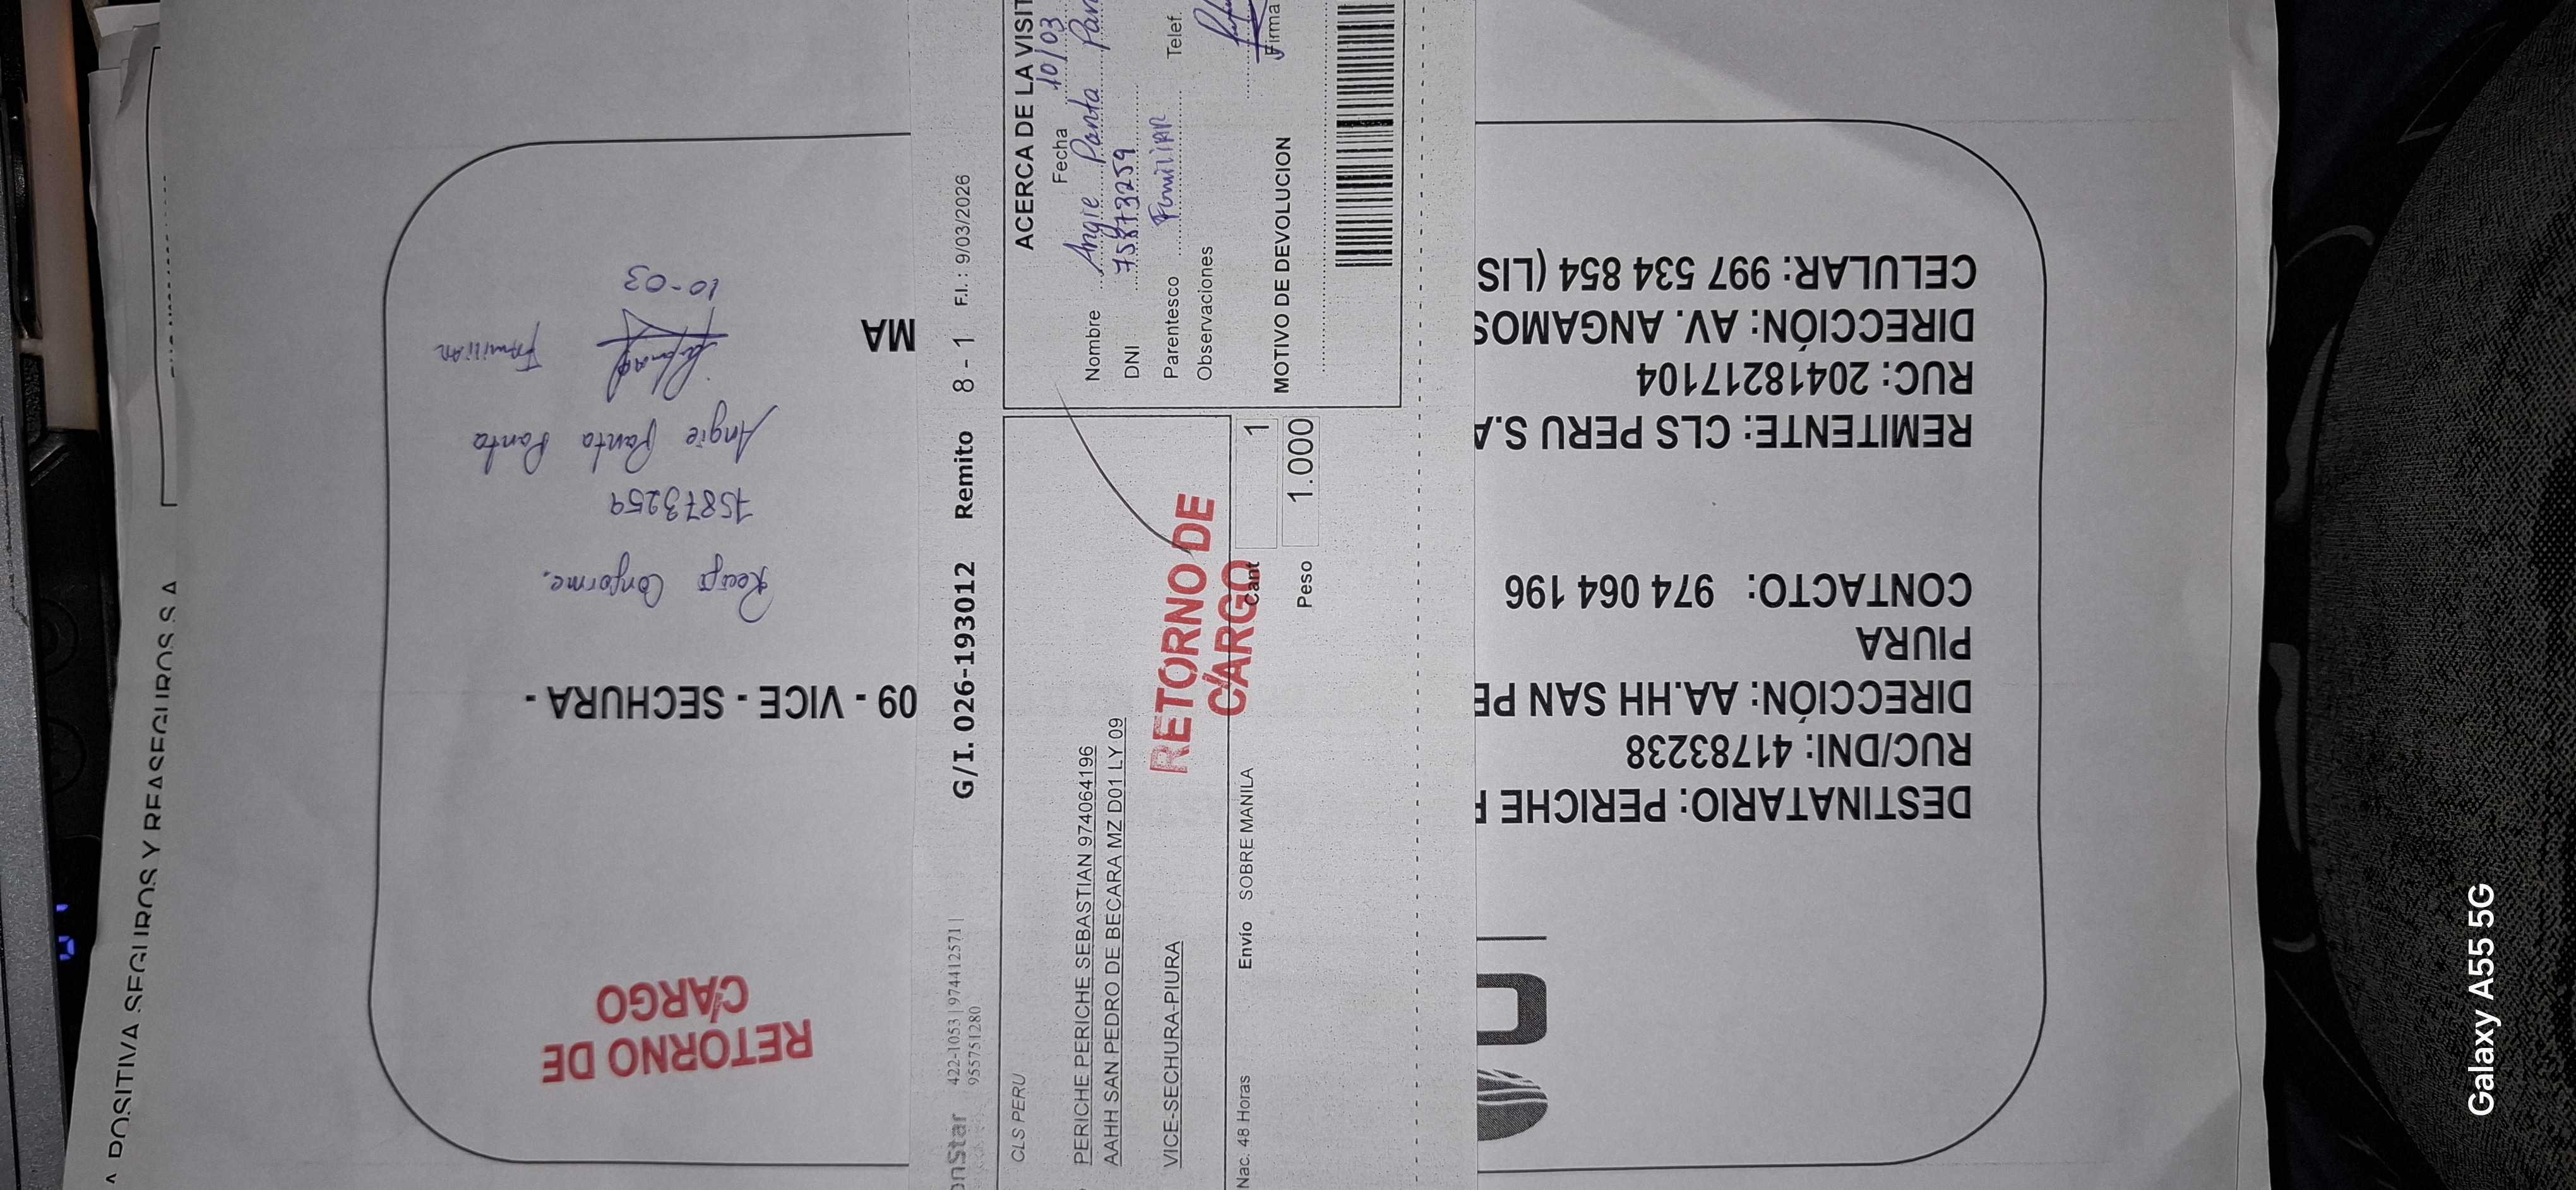 A POSITIVA SEGUROS Y REASEGUROS S.A
DESTINATARIO: PERICHE
RUC/DNI: 41783238
DIRECCIÓN: AA.HH SAN PE
09 - VICE - SECHURA -
PIURA
CONTACTO: 974 064 196
REMITENTE: CLS PERU S.A
RUC: 20418217104
DIRECCIÓN: AV. ANGAMOS
MA
CELULAR: 997 534 854 (LIS
RETORNO DE
CARGO
Recibi Conforme.
75873259
Angie Panta Panta
Familiar
10-03
422-1053 | 974412571 |
955751280
G/I. 026-193012 Remito 8 - 1 F.I.: 9/03/2026
CLS PERU
PERICHE PERICHE SEBASTIAN 974064196
AAHH SAN PEDRO DE BECARA MZ D01 LY 09
VICE-SECHURA-PIURA
RETORNO DE
CARGO
Nac. 48 Horas Envío SOBRE MANILA Cant 1
Peso 1.000
ACERCA DE LA VISIT
Fecha 10/03
Nombre Angie Panta Pan
DNI 75873259
Parentesco Familiar Telef.
Observaciones
Firma
MOTIVO DE DEVOLUCION
Galaxy A55 5G